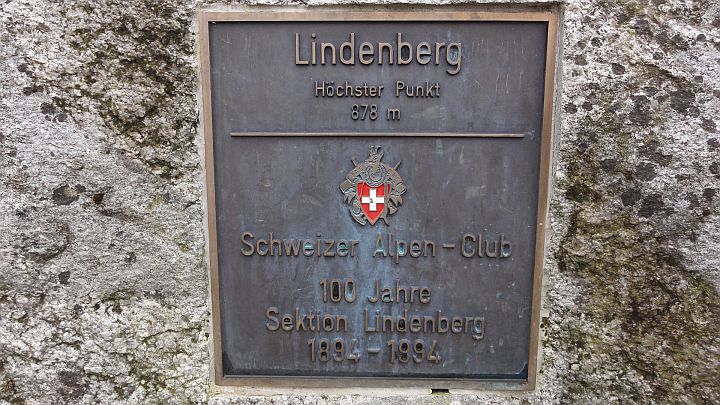 Lindenberg
Höchster Punkt
878 m
Schweizer Alpen-Club
100 Jahre
Sektion Lindenberg
1894-1994